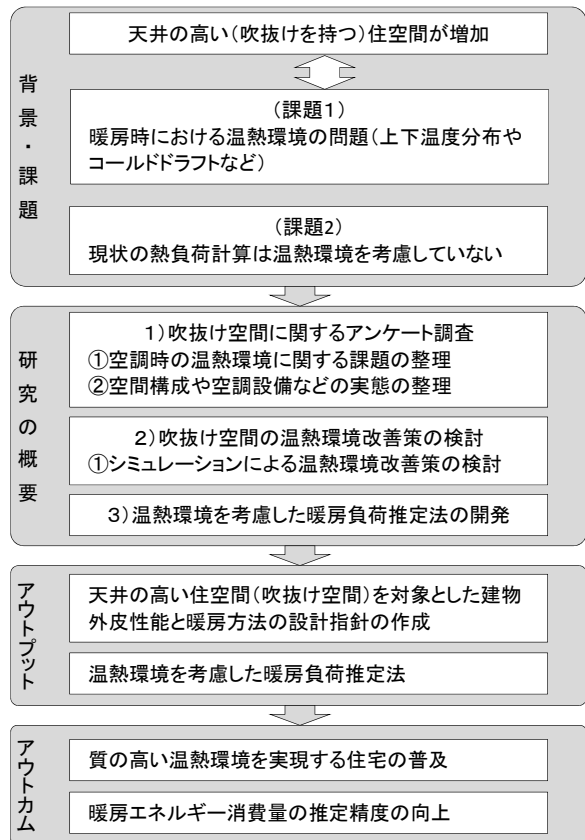 背景・課題
天井の高い(吹抜けを持つ)住空間が増加
(課題1)
暖房時における温熱環境の問題(上下温度分布や
コールドドラフトなど)
(課題2)
現状の熱負荷計算は温熱環境を考慮していない
研究の概要
1)吹抜け空間に関するアンケート調査
①空調時の温熱環境に関する課題の整理
②空間構成や空調設備などの実態の整理
2)吹抜け空間の温熱環境改善策の検討
①シミュレーションによる温熱環境改善策の検討
3)温熱環境を考慮した暖房負荷推定法の開発
アウトプット
天井の高い住空間(吹抜け空間)を対象とした建物
外皮性能と暖房方法の設計指針の作成
温熱環境を考慮した暖房負荷推定法
アウトカム
質の高い温熱環境を実現する住宅の普及
暖房エネルギー消費量の推定精度の向上